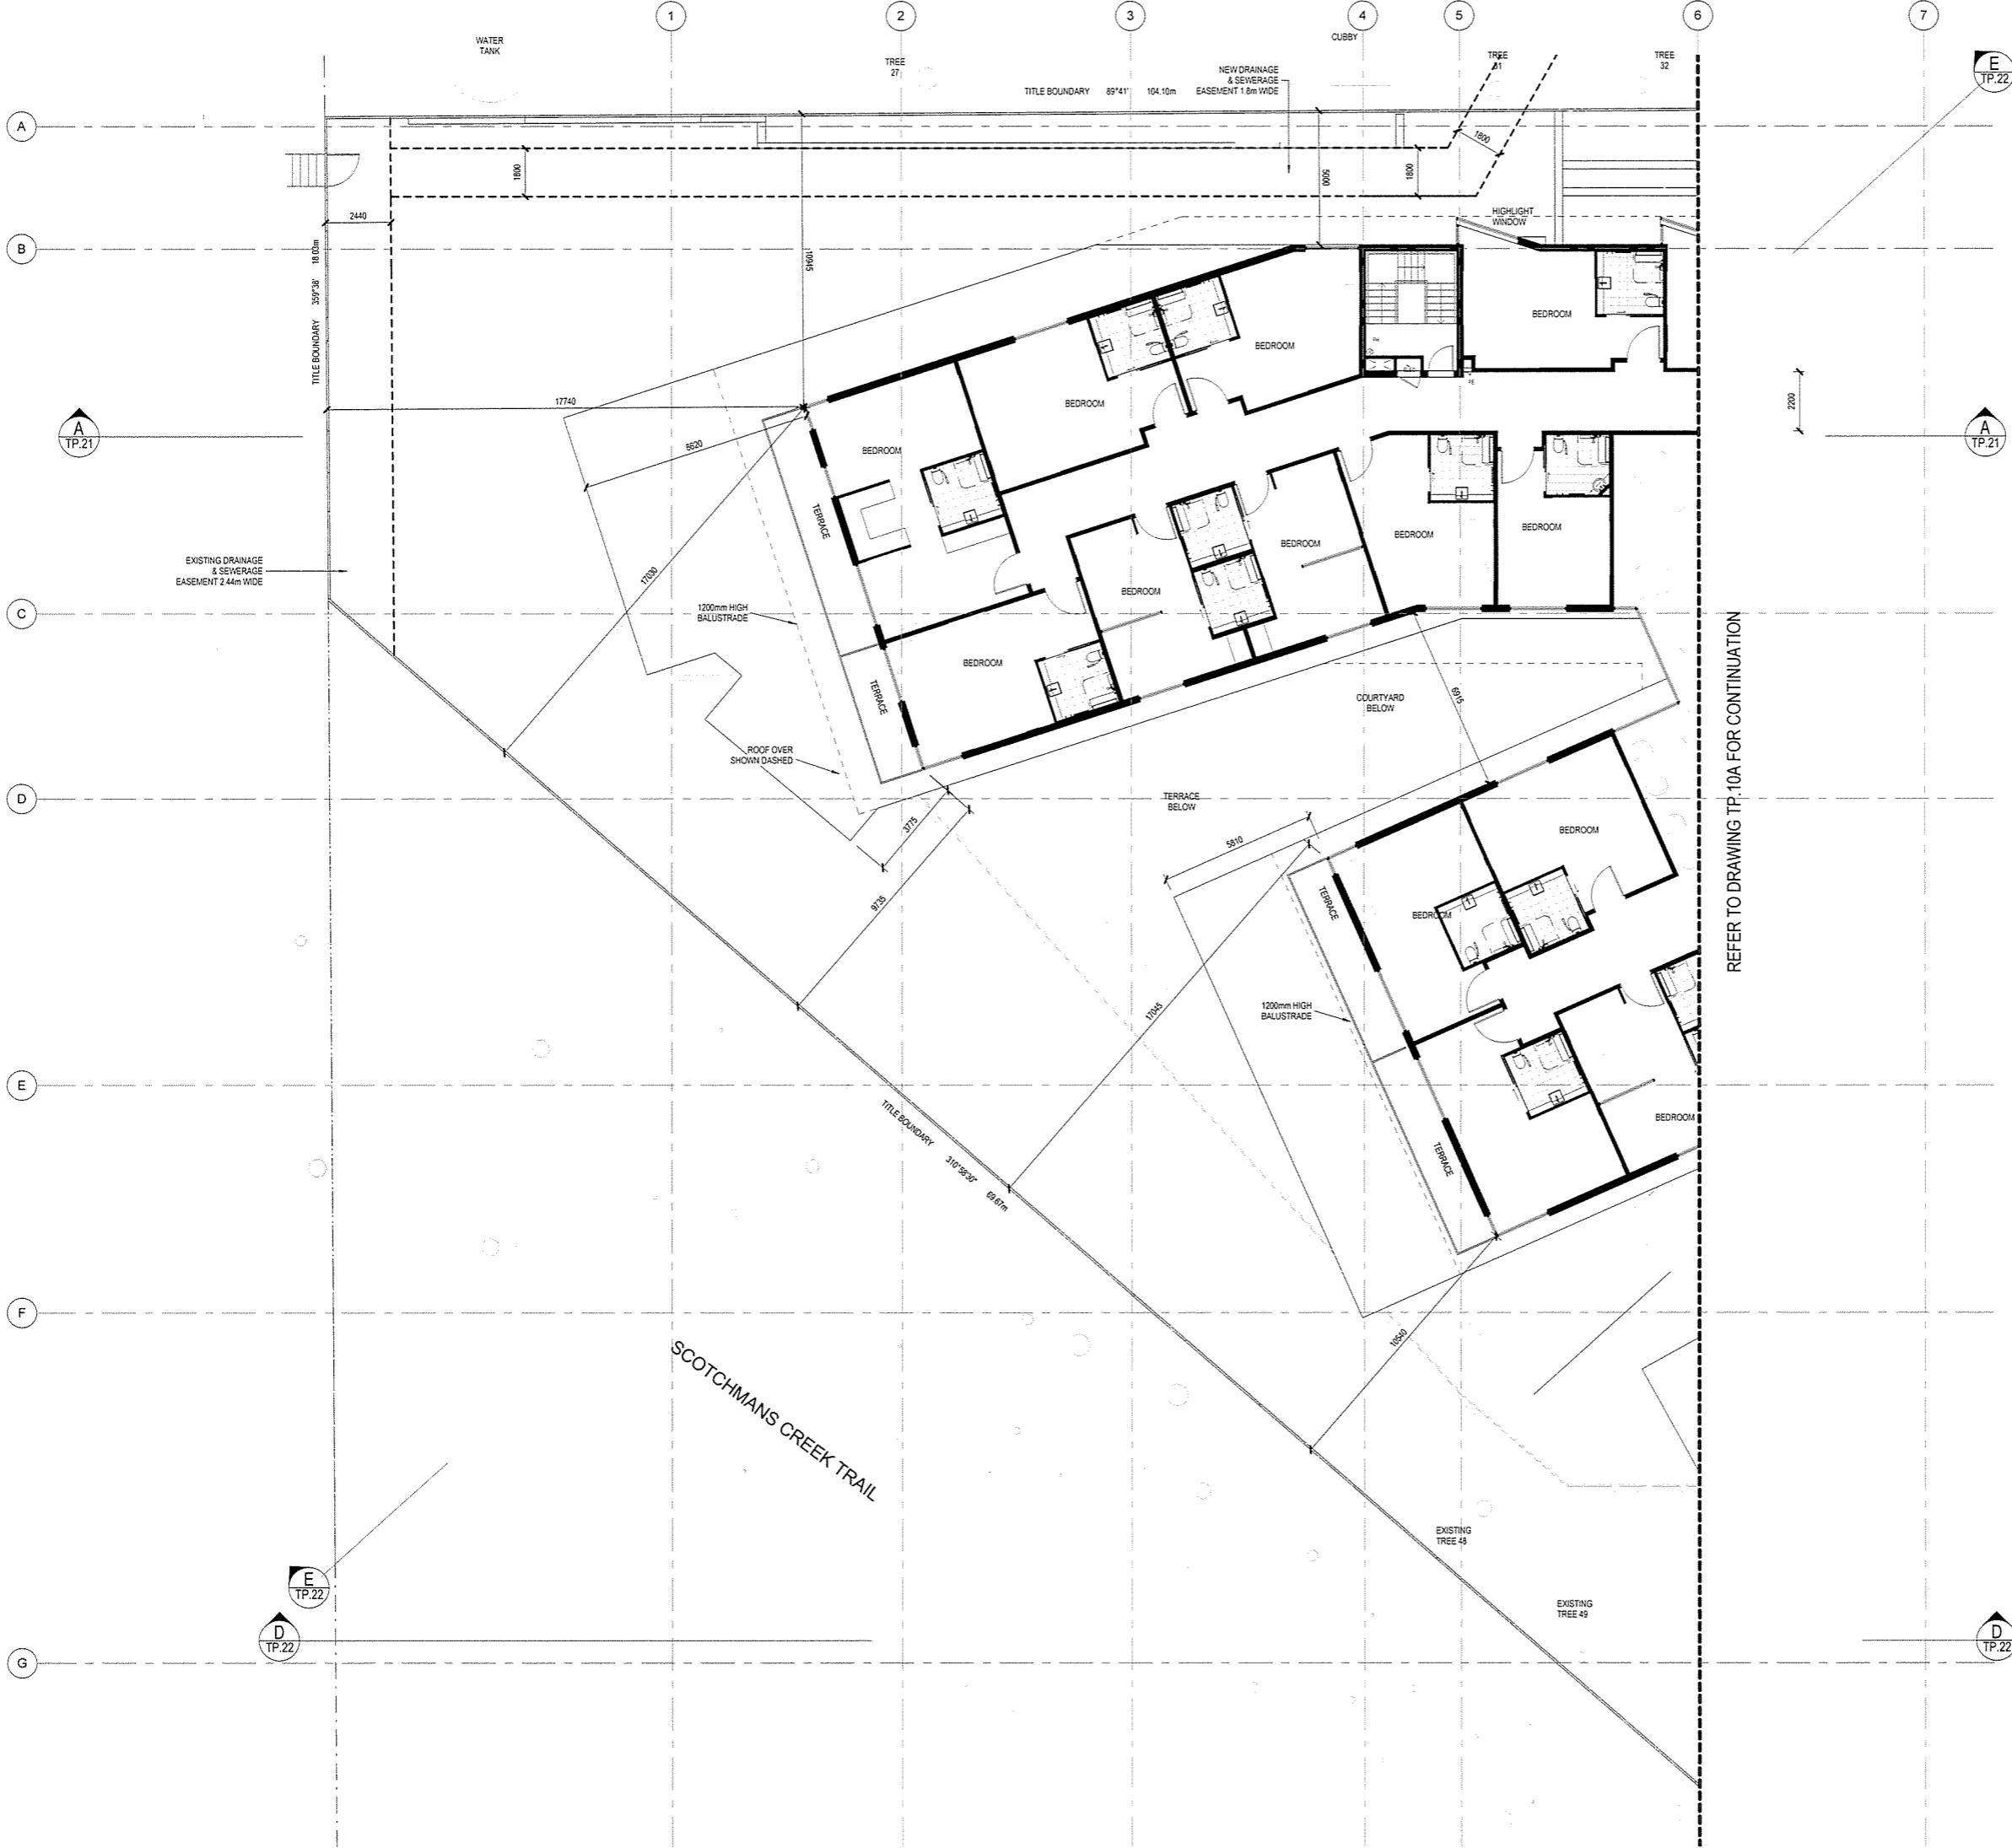 1
2
3
4
5
6
7
WATER
TANK
TREE
27
CUBBY
TREE
31
TREE
32
E
TP.22
NEW DRAINAGE
& SEWERAGE
EASEMENT 1.8m WIDE
TITLE BOUNDARY 89°41' 104.10m
A
1800
1800
5000
1800
2440
HIGHLIGHT
WINDOW
B
TITLE BOUNDARY 359°38' 18.03m
10945
BEDROOM
BEDROOM
BEDROOM
FH
FE
2200
17740
A
TP.21
A
TP.21
8620
BEDROOM
TERRACE
BEDROOM
BEDROOM
BEDROOM
EXISTING DRAINAGE
& SEWERAGE
EASEMENT 2.44m WIDE
17030
BEDROOM
C
1200mm HIGH
BALUSTRADE
BEDROOM
TERRACE
COURTYARD
BELOW
6915
REFER TO DRAWING TP.10A FOR CONTINUATION
ROOF OVER
SHOWN DASHED
D
TERRACE
BELOW
3775
5810
BEDROOM
9735
TERRACE
BEDROOM
1200mm HIGH
BALUSTRADE
17045
E
TITLE BOUNDARY 310°58'30" 69.67m
BEDROOM
TERRACE
F
10540
SCOTCHMANS CREEK TRAIL
EXISTING
TREE 48
E
TP.22
EXISTING
TREE 49
D
TP.22
D
TP.22
G